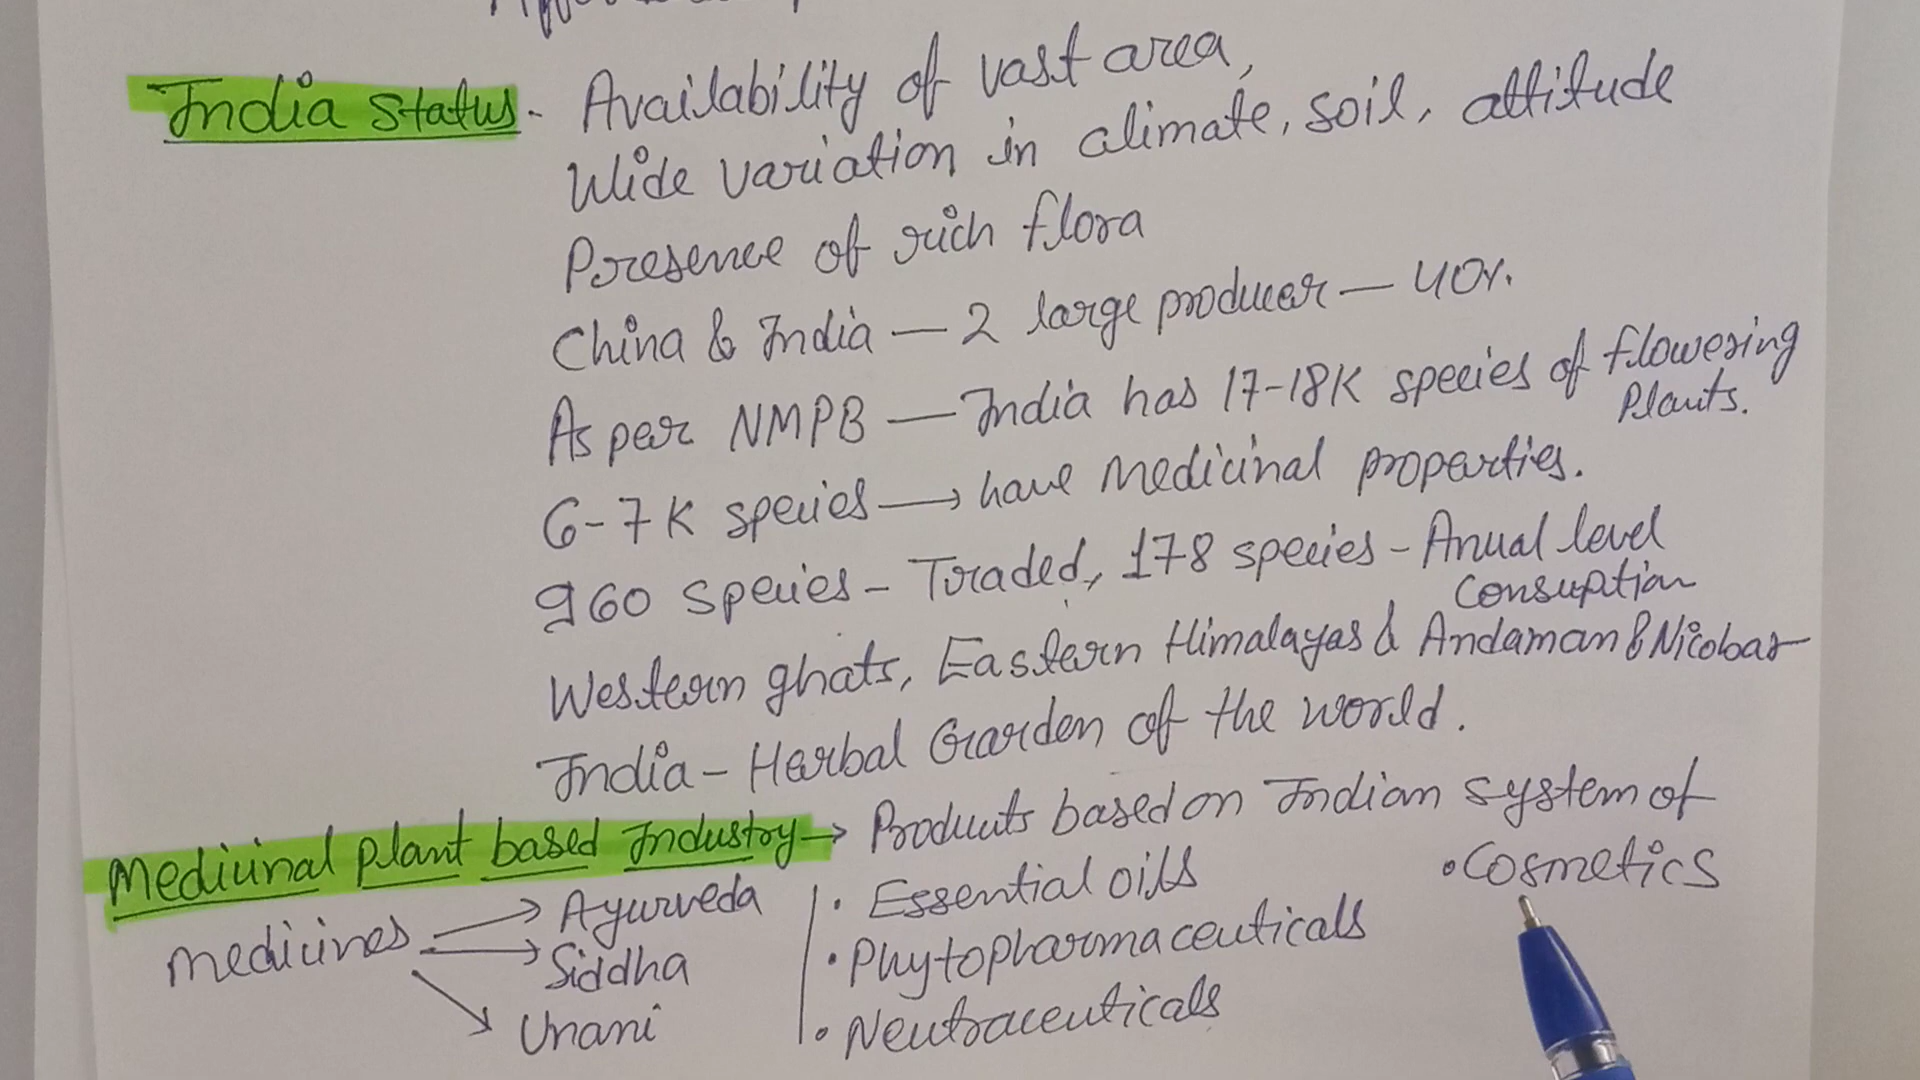 India Status - Availability of vast area,
Wide variation in climate, soil, attitude
Presence of rich flora
China & India — 2 large producer — 40%.
As per NMPB — India has 17-18K species of flowering
Plants.
6-7K species → have medicinal properties.
960 species - Traded, 178 species - Anual level
Consuption
Western ghats, Eastern Himalayas & Andaman & Nicobar
India - Herbal Garden of the world.
Medicinal plant based Industry → Products based on Indian system of
medicines → Ayurveda
→ Siddha
→ Unani
• Essential oils
• Phytopharmaceuticals
• Neutraceuticals
• Cosmetics